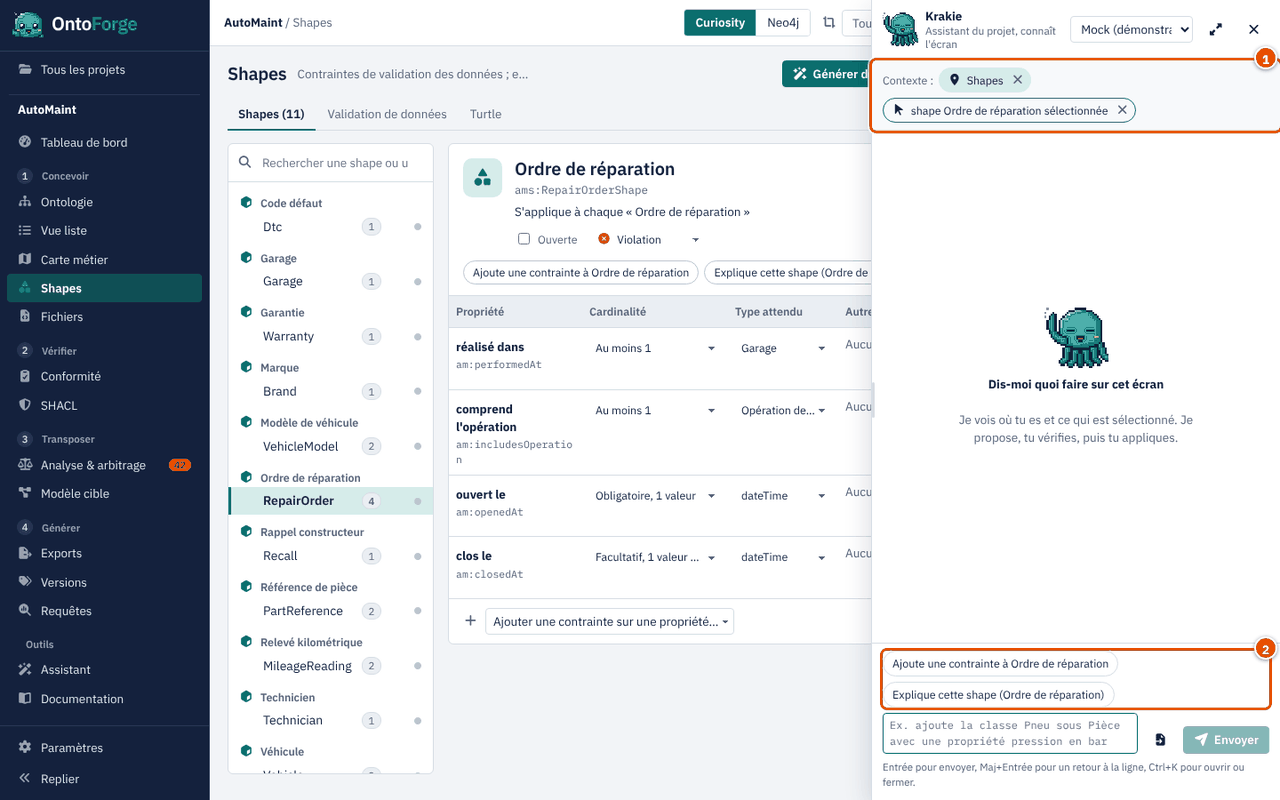 OntoForge
Tous les projets
AutoMaint
Tableau de bord
1 Concevoir
Ontologie
Vue liste
Carte métier
Shapes
Fichiers
2 Vérifier
Conformité
SHACL
3 Transposer
Analyse & arbitrage 42
Modèle cible
4 Générer
Exports
Versions
Requêtes
Outils
Assistant
Documentation
Paramètres
Replier
AutoMaint / Shapes
Curiosity Neo4j
Tou
Shapes Contraintes de validation des données ; e...
Générer d
Shapes (11) Validation de données Turtle
Rechercher une shape ou u
Code défaut
Dtc 1
Garage
Garage 1
Garantie
Warranty 1
Marque
Brand 1
Modèle de véhicule
VehicleModel 2
Ordre de réparation
RepairOrder 4
Rappel constructeur
Recall 1
Référence de pièce
PartReference 2
Relevé kilométrique
MileageReading 2
Technicien
Technician 1
Véhicule
Ordre de réparation
ams:RepairOrderShape
S'applique à chaque « Ordre de réparation »
Ouverte Violation
Ajoute une contrainte à Ordre de réparation Explique cette shape (Ordre de
Propriété Cardinalité Type attendu Autre
réalisé dans Au moins 1 Garage Aucu
am:performedAt
comprend l'opération Au moins 1 Opération de... Aucu
am:includesOperatio
n
ouvert le Obligatoire, 1 valeur dateTime Aucu
am:openedAt
clos le Facultatif, 1 valeur ... dateTime Aucu
am:closedAt
+ Ajouter une contrainte sur une propriété...
Krakie
Assistant du projet, connaît
l'écran
Mock (démonstra
1
Contexte : Shapes
shape Ordre de réparation sélectionnée
Dis-moi quoi faire sur cet écran
Je vois où tu es et ce qui est sélectionné. Je
propose, tu vérifies, puis tu appliques.
2
Ajoute une contrainte à Ordre de réparation
Explique cette shape (Ordre de réparation)
Ex. ajoute la classe Pneu sous Pièce
avec une propriété pression en bar
Envoyer
Entrée pour envoyer, Maj+Entrée pour un retour à la ligne, Ctrl+K pour ouvrir ou
fermer.